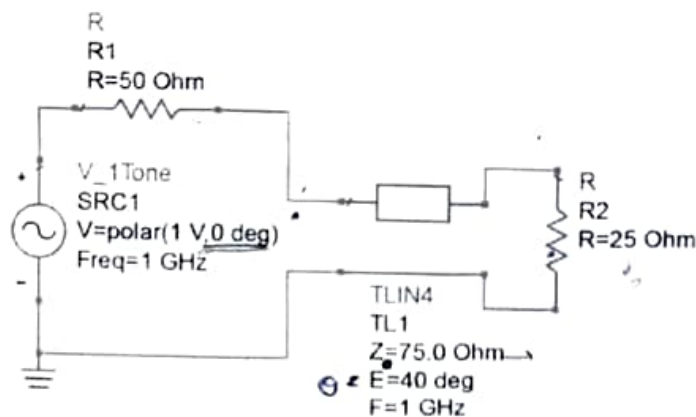 R
R1
R=50 Ohm
+
V_1Tone
SRC1
V=polar(1 V,0 deg)
Freq=1 GHz
-
R
R2
R=25 Ohm
TLIN4
TL1
Z=75.0 Ohm
E=40 deg
F=1 GHz